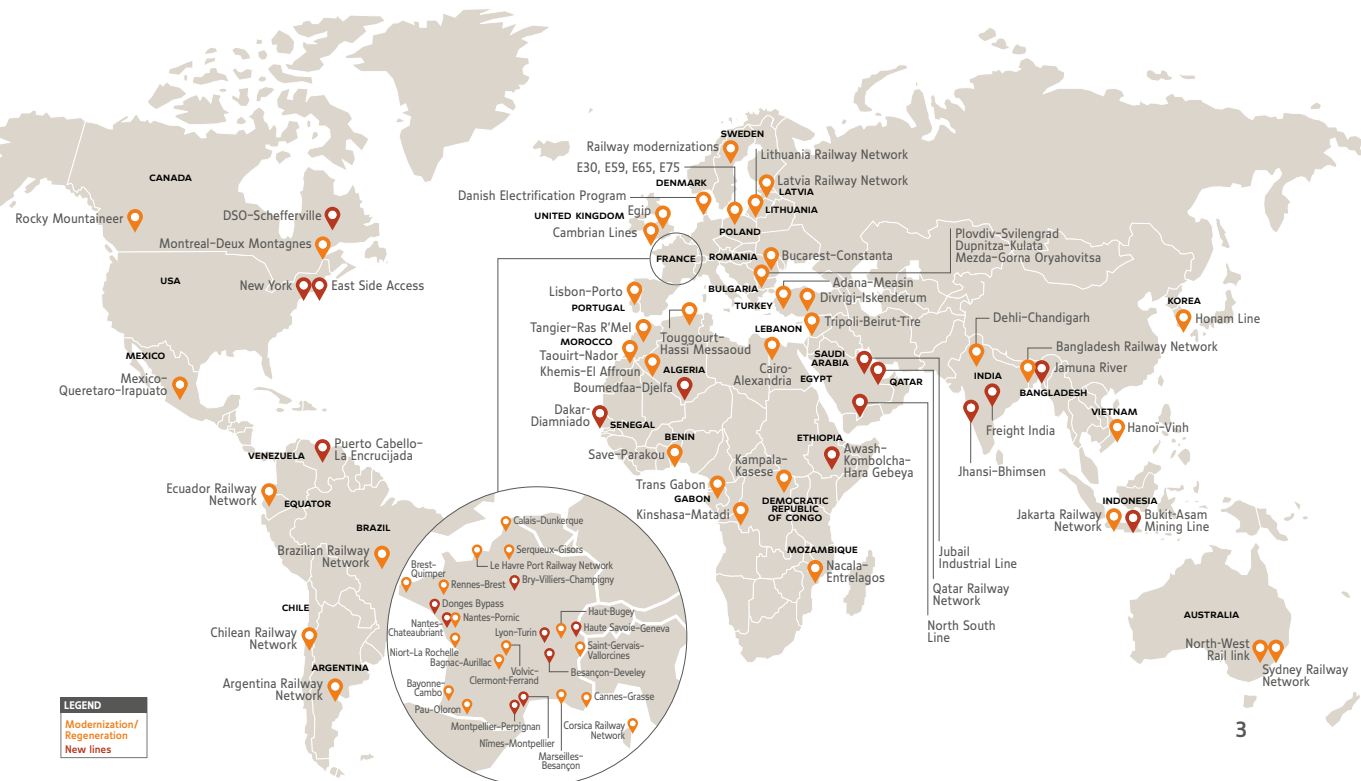 CANADA
Rocky Mountaineer
DSO-Schefferville
Montreal-Deux Montagnes
USA
New York
East Side Access
MEXICO
Mexico-
Queretaro-Irapuato
VENEZUELA
Puerto Cabello-
La Encrucijada
Ecuador Railway
Network
EQUATOR
BRAZIL
Brazilian Railway
Network
CHILE
Chilean Railway
Network
ARGENTINA
Argentina Railway
Network
LEGEND
Modernization/
Regeneration
New lines
SWEDEN
Railway modernizations
E30, E59, E65, E75
Lithuania Railway Network
DENMARK
Latvia Railway Network
LATVIA
Danish Electrification Program
LITHUANIA
Egip
UNITED KINGDOM
Cambrian Lines
POLAND
FRANCE
ROMANIA
Bucarest-Constanta
Plovdiv-Svilengrad
Dupnitza-Kulata
Mezda-Gorna Oryahovitsa
BULGARIA
Adana-Measin
TURKEY
Divrigi-Iskenderum
Lisbon-Porto
PORTUGAL
LEBANON
Tripoli-Beirut-Tire
Tangier-Ras R'Mel
MOROCCO
Touggourt-
Hassi Messaoud
Taouirt-Nador
Khemis-El Affroun
ALGERIA
Boumedfaa-Djelfa
Cairo-
Alexandria
EGYPT
SAUDI
ARABIA
QATAR
Dakar-
Diamniado
SENEGAL
BENIN
Save-Parakou
ETHIOPIA
Awash-
Kombolcha-
Hara Gebeya
Kampala-
Kasese
Trans Gabon
GABON
Kinshasa-Matadi
DEMOCRATIC
REPUBLIC
OF CONGO
MOZAMBIQUE
Nacala-
Entrelagos
Jubail
Industrial Line
Qatar Railway
Network
North South
Line
KOREA
Honam Line
Dehli-Chandigarh
Bangladesh Railway Network
INDIA
Jamuna River
BANGLADESH
Freight India
Jhansi-Bhimsen
VIETNAM
Hanoï-Vinh
INDONESIA
Jakarta Railway
Network
Bukit-Asam
Mining Line
AUSTRALIA
North-West
Rail link
Sydney Railway
Network
Calais-Dunkerque
Serqueux-Gisors
Le Havre Port Railway Network
Brest-
Quimper
Rennes-Brest
Bry-Villiers-Champigny
Donges Bypass
Nantes-
Chateaubriant
Nantes-Pornic
Haut-Bugey
Lyon-Turin
Haute Savoie-Geneva
Niort-La Rochelle
Saint-Gervais-
Vallorcines
Bagnac-Aurillac
Volvic-
Clermont-Ferrand
Besançon-Develey
Bayonne-
Cambo
Pau-Oloron
Cannes-Grasse
Montpellier-Perpignan
Corsica Railway
Network
Nîmes-Montpellier
Marseilles-
Besançon
3